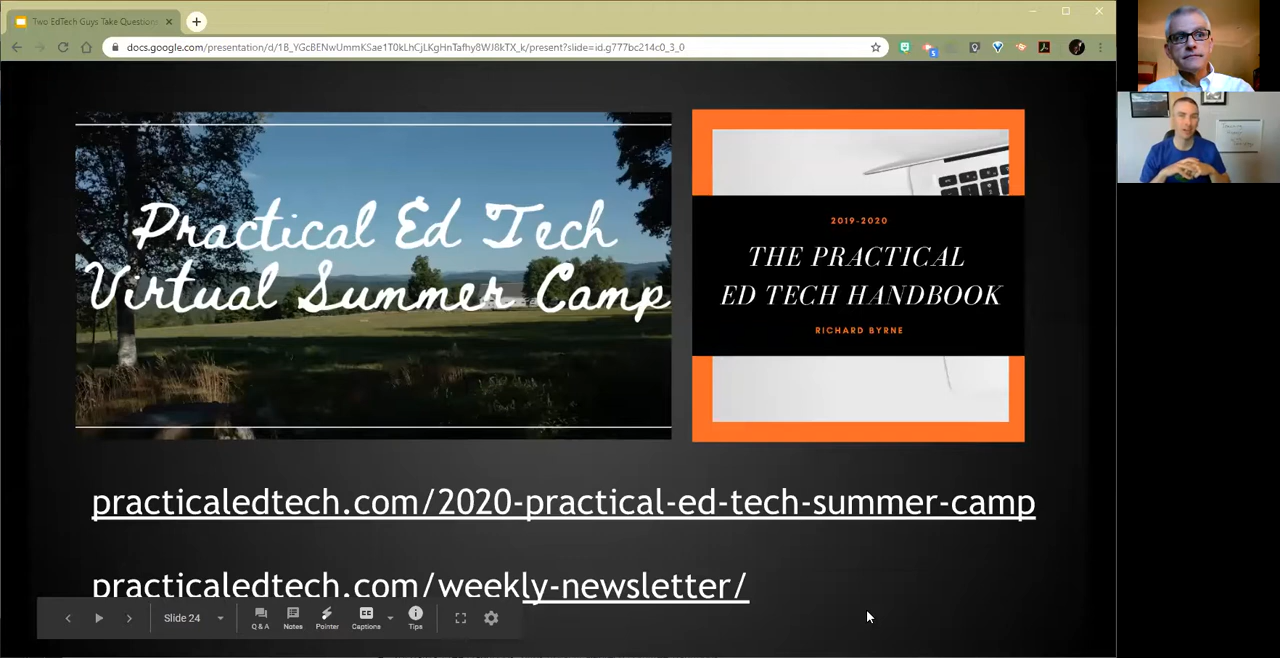 Two EdTech Guys Take Questions
docs.google.com/presentation/d/1B_YGcBENwUmmKSae1T0kLhCjLKgHnTafhy8WJ8kTX_k/present?slide=id.g777bc214c0_3_0
5
Practical Ed Tech
Virtual Summer Camp
2019-2020
THE PRACTICAL
ED TECH HANDBOOK
RICHARD BYRNE
practicaledtech.com/2020-practical-ed-tech-summer-camp
practicaledtech.com/weekly-newsletter/
Slide 24
Q & A
Notes
Pointer
Captions
Tips